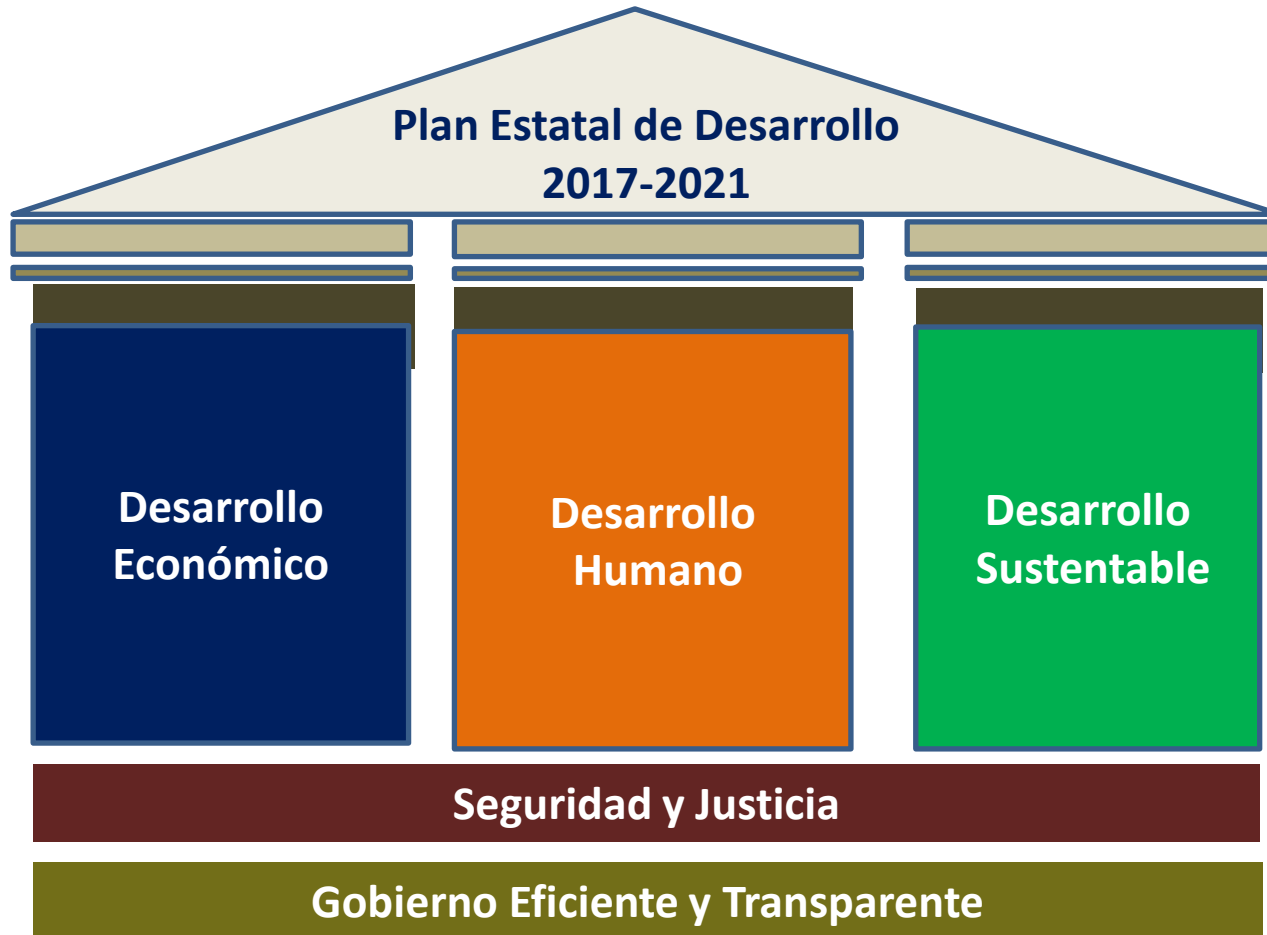 Plan Estatal de Desarrollo
2017-2021
Desarrollo
Económico
Desarrollo
Humano
Desarrollo
Sustentable
Seguridad y Justicia
Gobierno Eficiente y Transparente